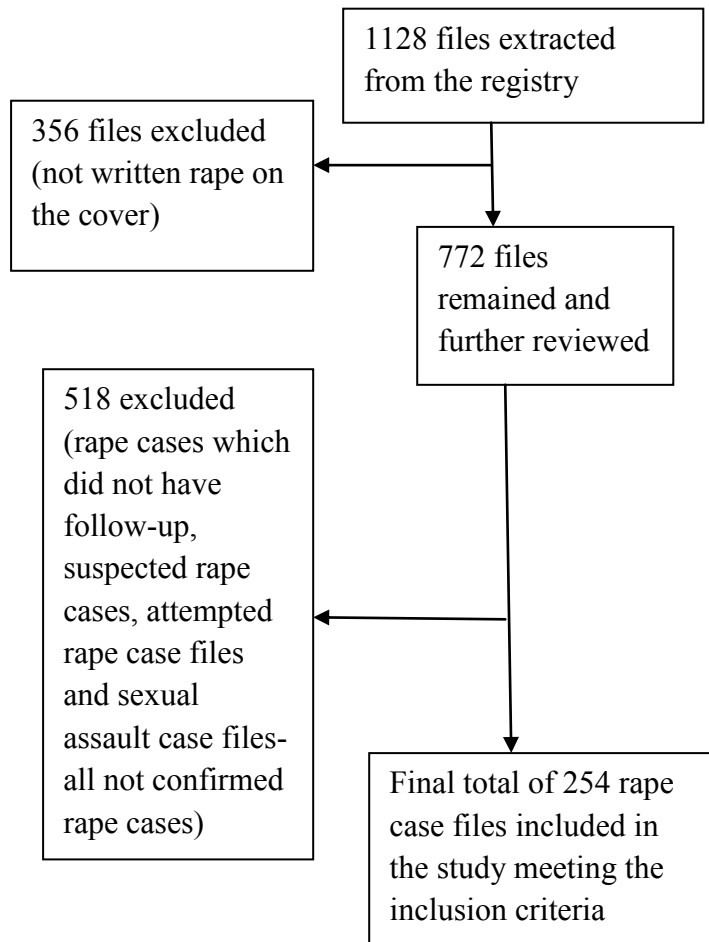 1128 files extracted
from the registry
356 files excluded
(not written rape on
the cover)
772 files
remained and
further reviewed
518 excluded
(rape cases which
did not have
follow-up,
suspected rape
cases, attempted
rape case files
and sexual
assault case files-
all not confirmed
rape cases)
Final total of 254 rape
case files included in
the study meeting the
inclusion criteria